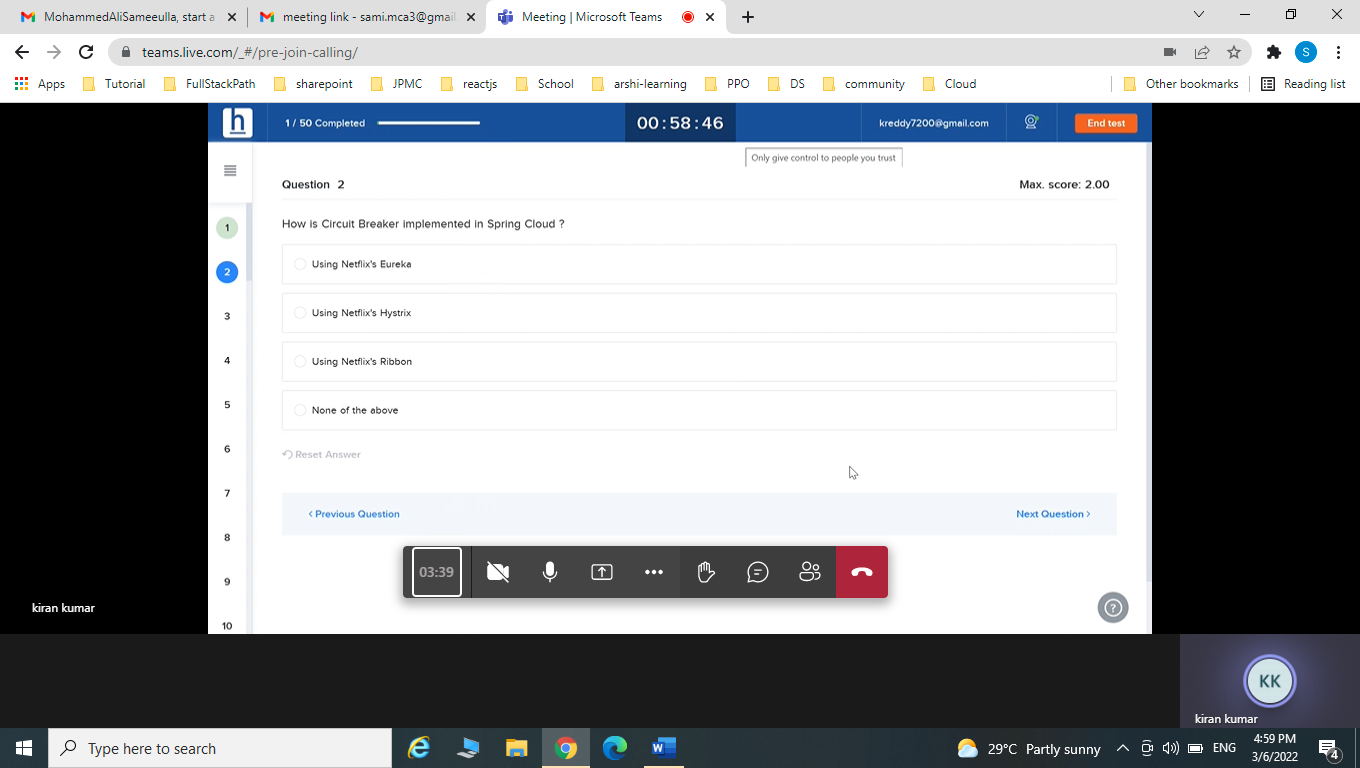 MohammedAliSameeulla, start a
meeting link - sami.mca3@gmail.
Meeting | Microsoft Teams
teams.live.com/_#/pre-join-calling/
S
Apps Tutorial FullStackPath sharepoint JPMC reactjs School arshi-learning PPO DS community Cloud Other bookmarks Reading list
h
1 / 50 Completed
00:58:46
kreddy7200@gmail.com
End test
Only give control to people you trust
Question 2
Max. score: 2.00
How is Circuit Breaker implemented in Spring Cloud ?
Using Netflix's Eureka
Using Netflix's Hystrix
Using Netflix's Ribbon
None of the above
Reset Answer
< Previous Question
Next Question >
1
2
3
4
5
6
7
8
9
10
03:39
?
kiran kumar
KK
kiran kumar
Type here to search
29°C Partly sunny
ENG
4:59 PM
3/6/2022
4